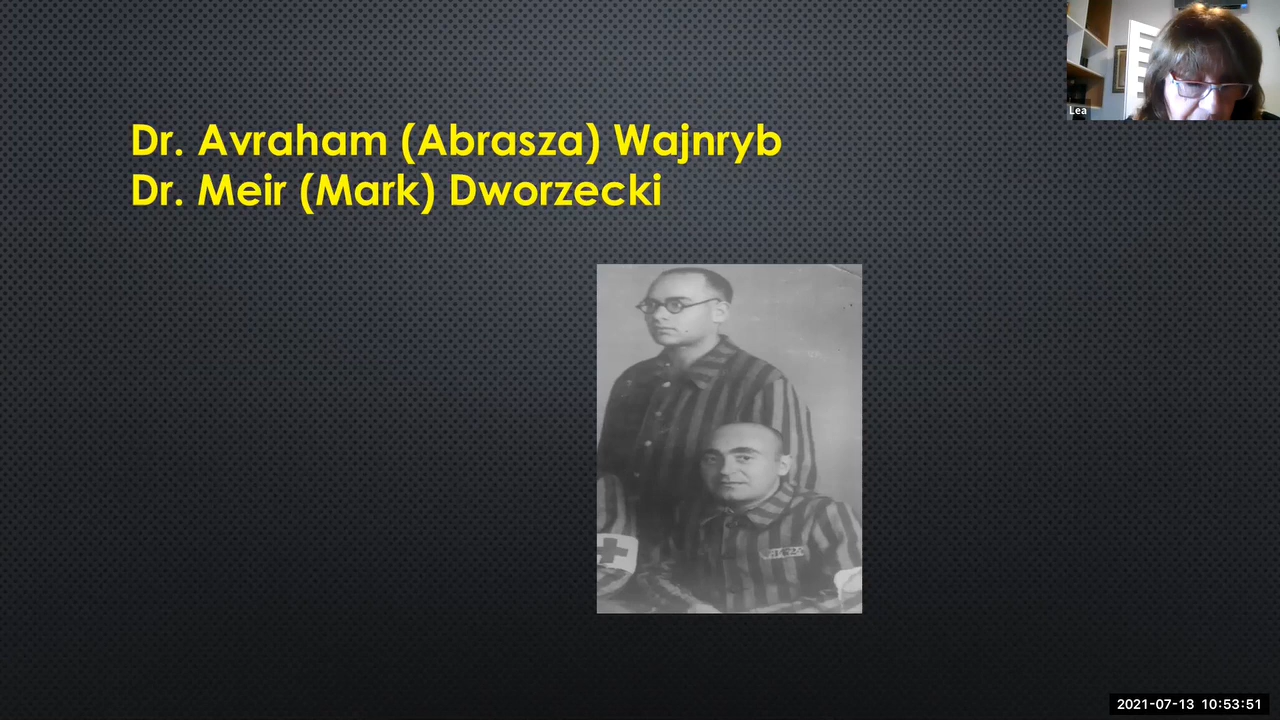 Dr. Avraham (Abrasza) Wajnryb
Dr. Meir (Mark) Dworzecki
Lea
2021-07-13 10:53:51